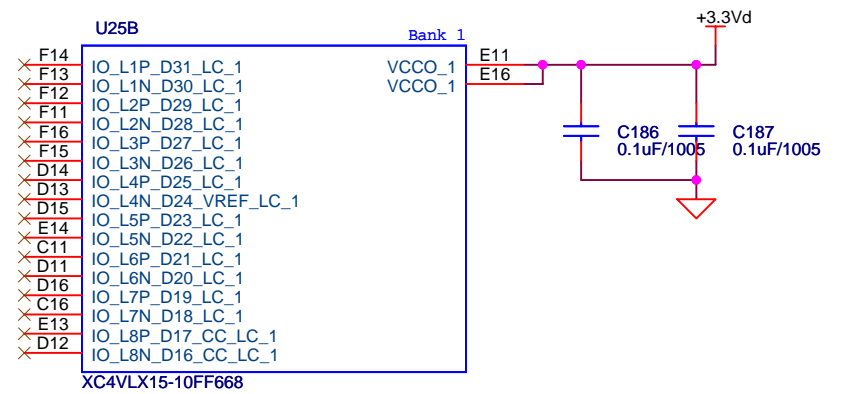 U25B
Bank 1
+3.3Vd
F14 IO_L1P_D31_LC_1 VCCO_1 E11
F13 IO_L1N_D30_LC_1 VCCO_1 E16
F12 IO_L2P_D29_LC_1
F11 IO_L2N_D28_LC_1
F16 IO_L3P_D27_LC_1
F15 IO_L3N_D26_LC_1
D14 IO_L4P_D25_LC_1
D13 IO_L4N_D24_VREF_LC_1
D15 IO_L5P_D23_LC_1
E14 IO_L5N_D22_LC_1
C11 IO_L6P_D21_LC_1
D11 IO_L6N_D20_LC_1
D16 IO_L7P_D19_LC_1
C16 IO_L7N_D18_LC_1
E13 IO_L8P_D17_CC_LC_1
D12 IO_L8N_D16_CC_LC_1
C186
0.1uF/1005
C187
0.1uF/1005
XC4VLX15-10FF668